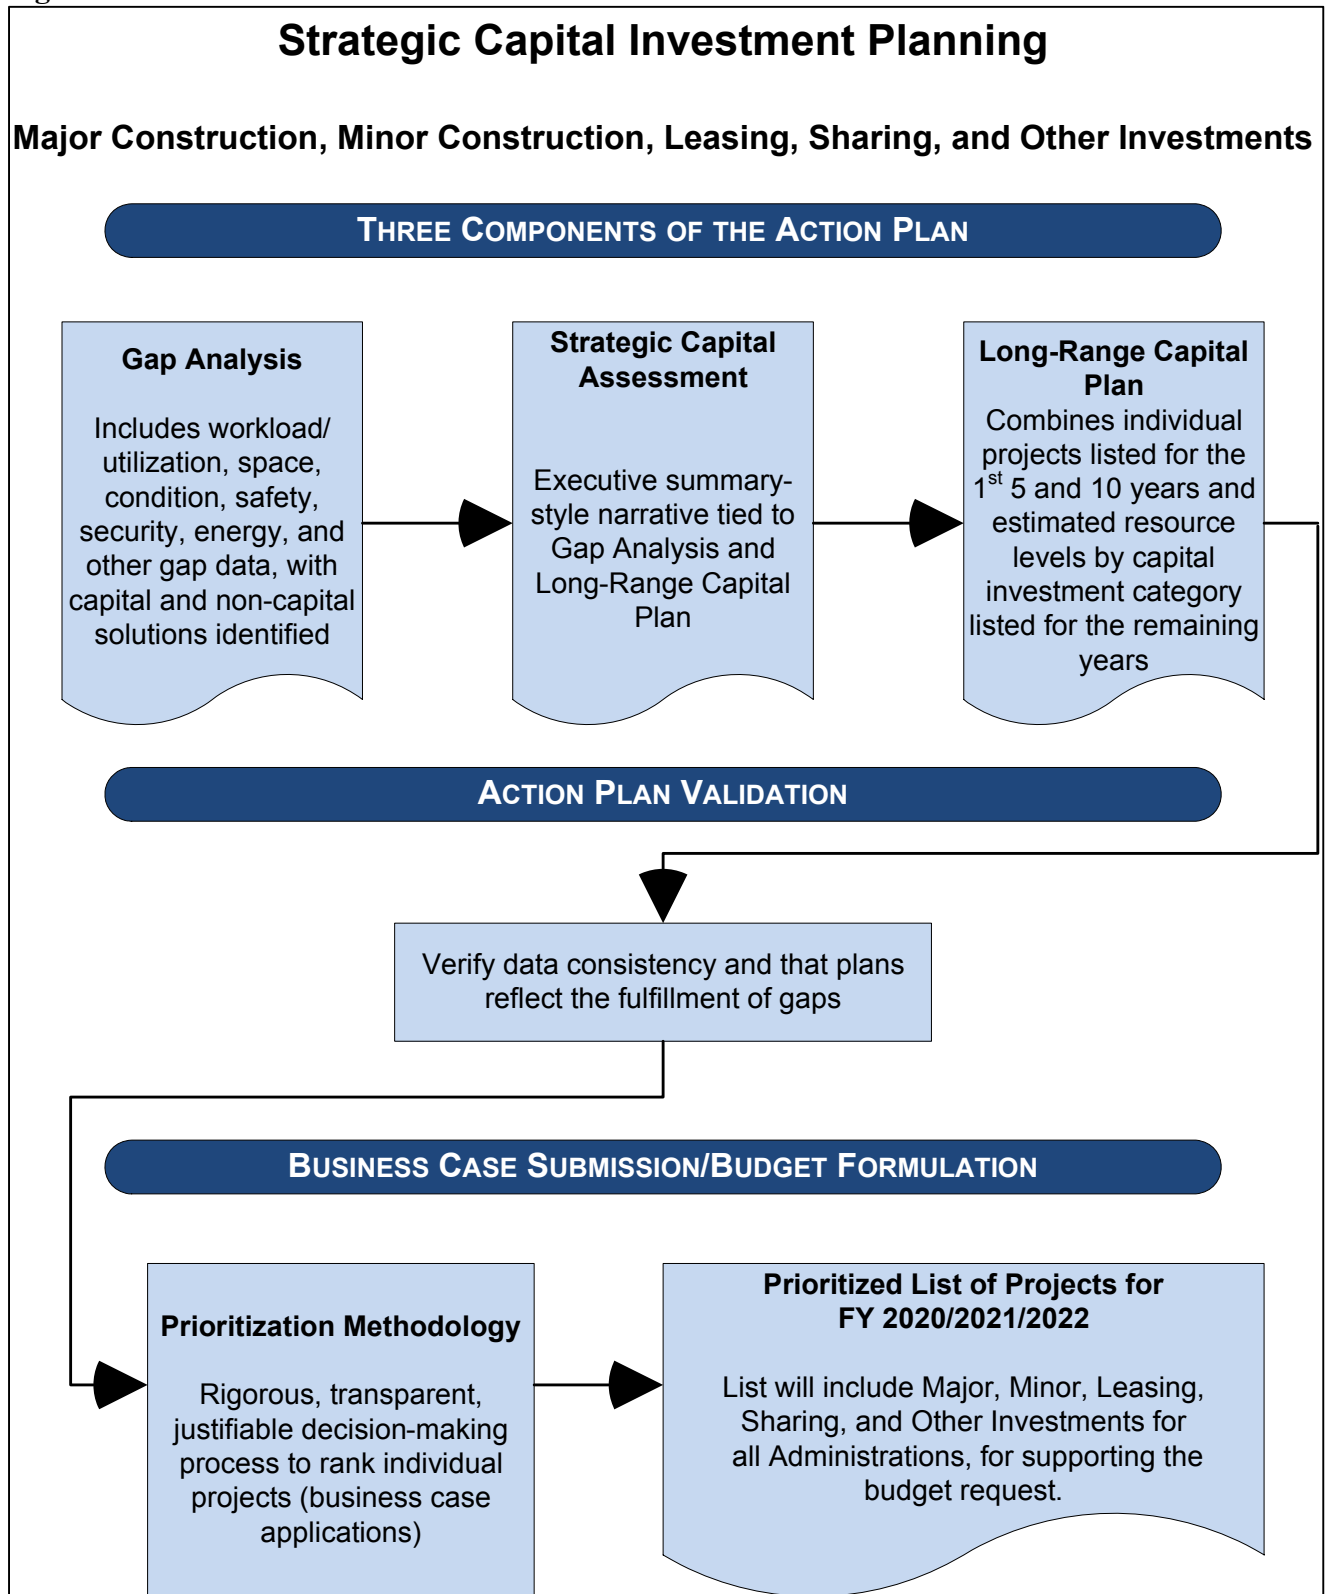 Strategic Capital Investment Planning
Major Construction, Minor Construction, Leasing, Sharing, and Other Investments
THREE COMPONENTS OF THE ACTION PLAN
Gap Analysis
Includes workload/
utilization, space,
condition, safety,
security, energy, and
other gap data, with
capital and non-capital
solutions identified
Strategic Capital
Assessment
Executive summary-
style narrative tied to
Gap Analysis and
Long-Range Capital
Plan
Long-Range Capital
Plan
Combines individual
projects listed for the
1st 5 and 10 years and
estimated resource
levels by capital
investment category
listed for the remaining
years
ACTION PLAN VALIDATION
Verify data consistency and that plans
reflect the fulfillment of gaps
BUSINESS CASE SUBMISSION/BUDGET FORMULATION
Prioritization Methodology
Rigorous, transparent,
justifiable decision-making
process to rank individual
projects (business case
applications)
Prioritized List of Projects for
FY 2020/2021/2022
List will include Major, Minor, Leasing,
Sharing, and Other Investments for
all Administrations, for supporting the
budget request.